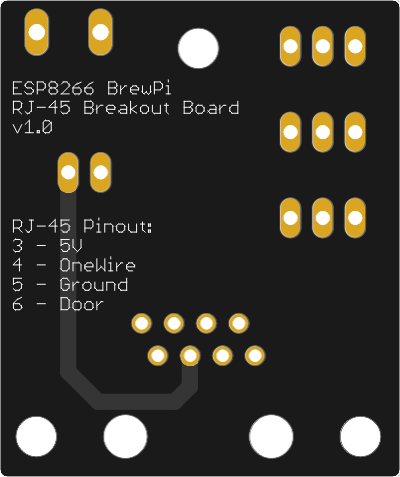 ESP8266 BrewPi
RJ-45 Breakout Board
v1.0
RJ-45 Pinout:
3 - 5V
4 - OneWire
5 - Ground
6 - Door